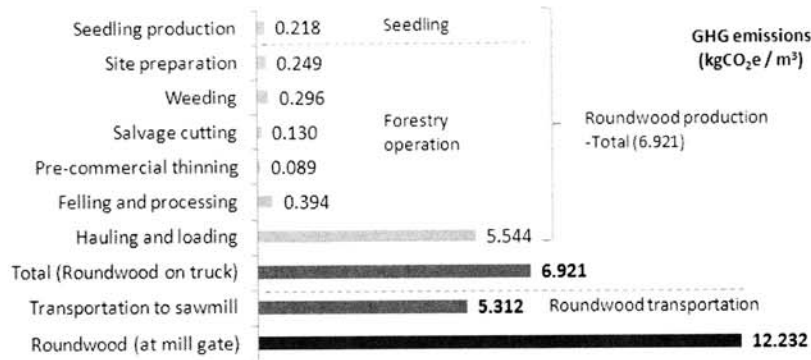 Seedling production 0.218 Seedling
GHG emissions
(kgCO₂e / m³)
Site preparation 0.249
Weeding 0.296
Salvage cutting 0.130
Forestry
operation
Roundwood production
-Total (6.921)
Pre-commercial thinning 0.089
Felling and processing 0.394
Hauling and loading 5.544
Total (Roundwood on truck) 6.921
Transportation to sawmill 5.312 Roundwood transportation
Roundwood (at mill gate) 12.232